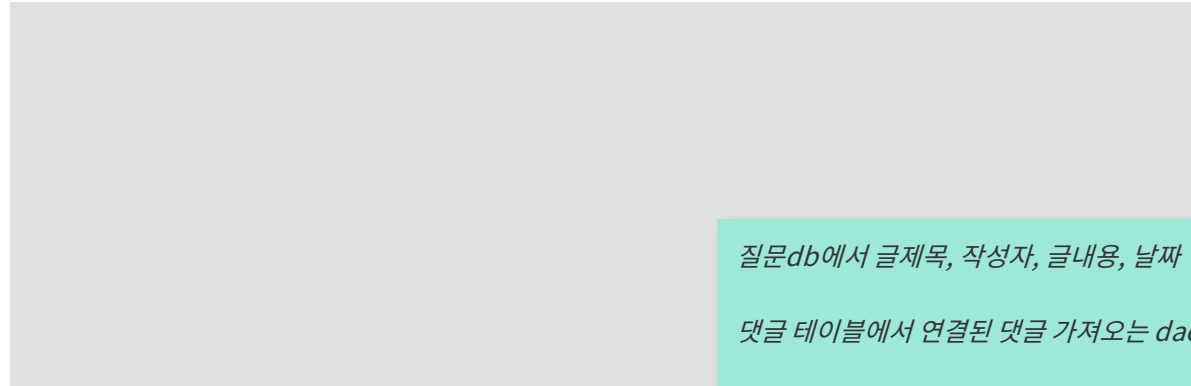 질문db에서 글제목, 작성자, 글내용, 날짜
댓글 테이블에서 연결된 댓글 가져오는